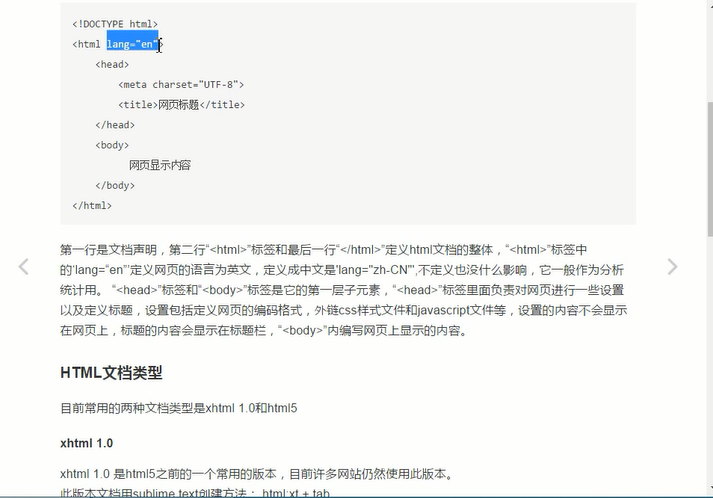 <!DOCTYPE html>
<html lang="en">
<head>
<meta charset="UTF-8">
<title>网页标题</title>
</head>
<body>
网页显示内容
</body>
</html>
第一行是文档声明，第二行“<html>”标签和最后一行“</html>”定义html文档的整体，“<html>”标签中
的‘lang=“en”’定义网页的语言为英文，定义成中文是'lang="zh-CN"',不定义也没什么影响，它一般作为分析
统计用。 “<head>”标签和“<body>”标签是它的第一层子元素，“<head>”标签里面负责对网页进行一些设置
以及定义标题，设置包括定义网页的编码格式，外链css样式文件和javascript文件等，设置的内容不会显示
在网页上，标题的内容会显示在标题栏，“<body>”内编写网页上显示的内容。
HTML文档类型
目前常用的两种文档类型是xhtml 1.0和html5
xhtml 1.0
xhtml 1.0 是html5之前的一个常用的版本，目前许多网站仍然使用此版本。
此版本文档用sublime text创建方法： html:xt + tab